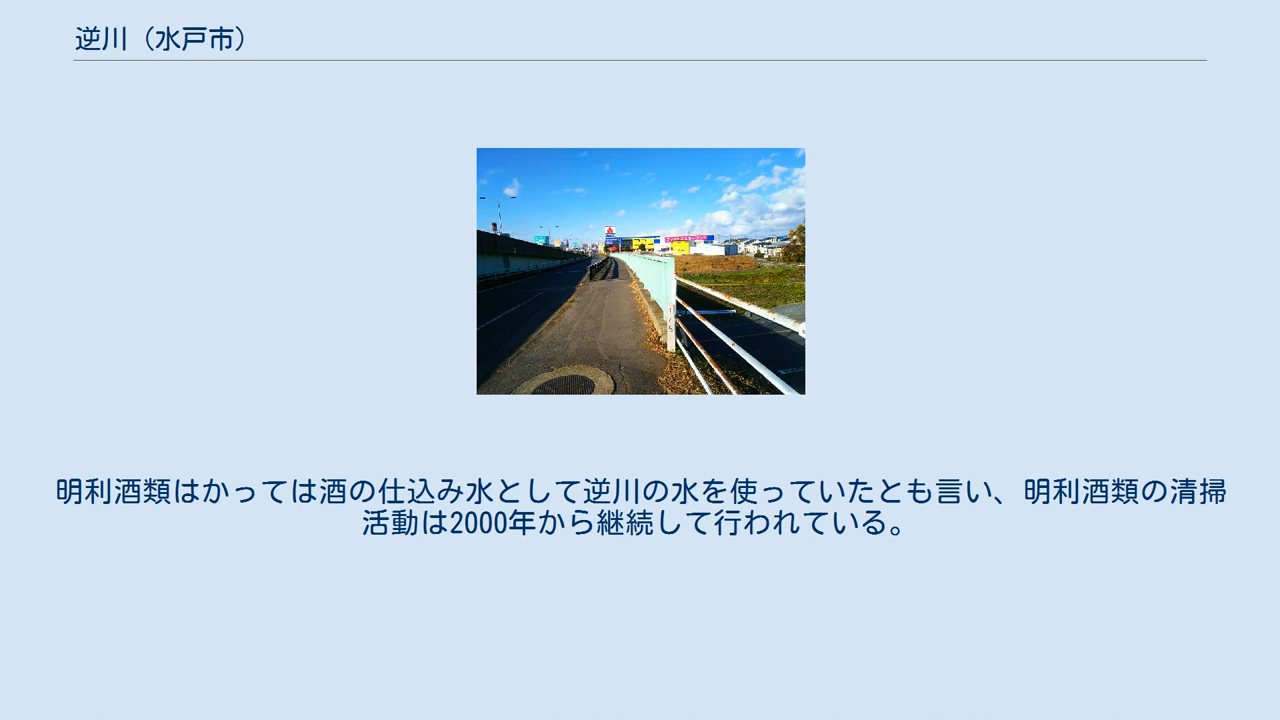 逆川（水戸市）
明利酒類はかっては酒の仕込み水として逆川の水を使っていたとも言い、明利酒類の清掃
活動は2000年から継続して行われている。